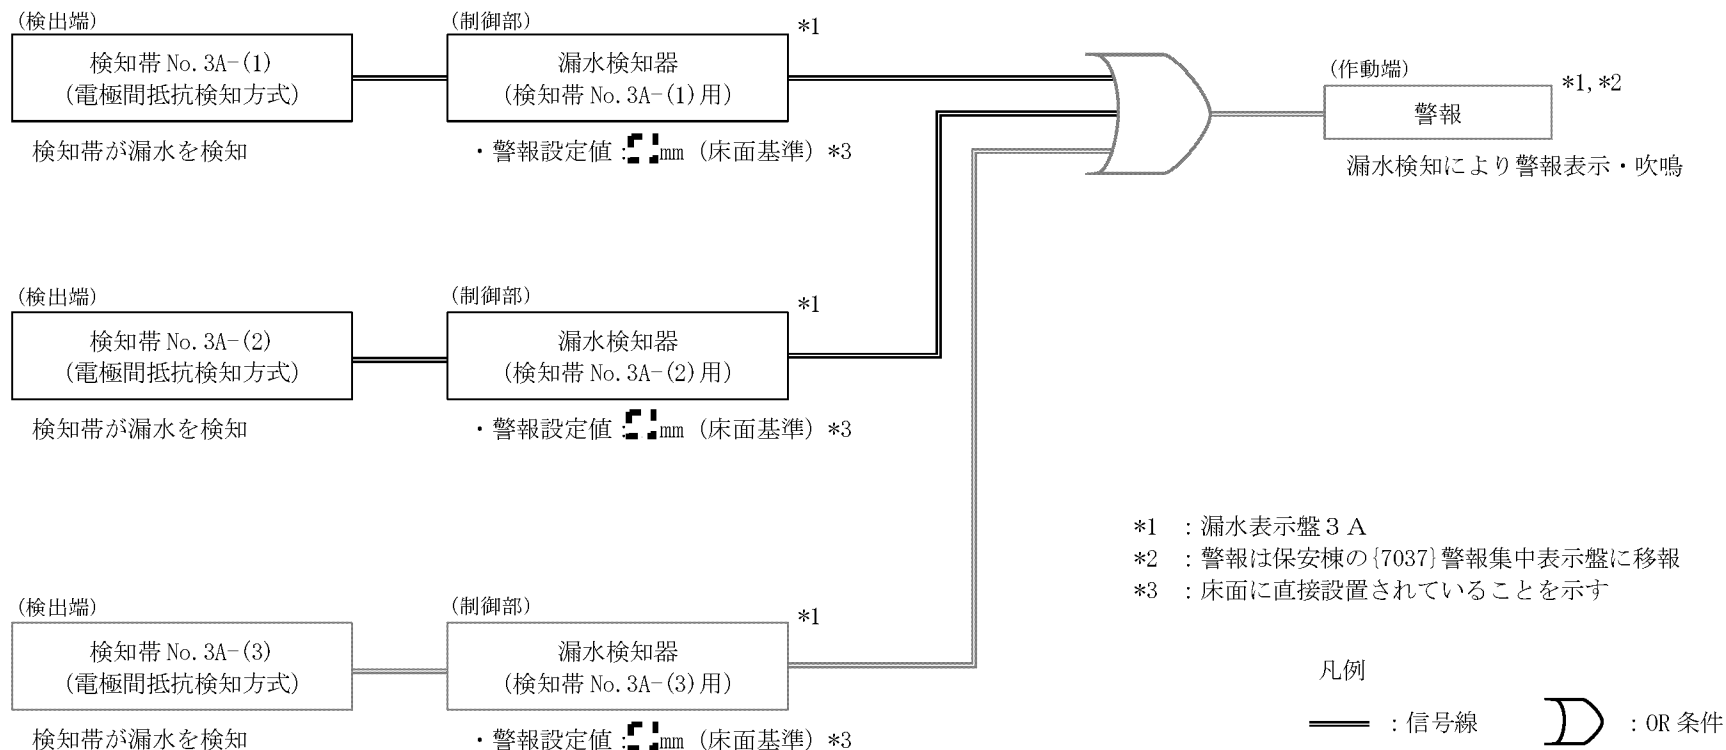 (検出端)
検知帯 No. 3A-(1)
(電極間抵抗検知方式)
検知帯が漏水を検知
(制御部)
*1
漏水検知器
(検知帯 No. 3A-(1)用)
・警報設定値:mm (床面基準) *3
(作動端)
*1, *2
警報
漏水検知により警報表示・吹鳴
(検出端)
検知帯 No. 3A-(2)
(電極間抵抗検知方式)
検知帯が漏水を検知
(制御部)
*1
漏水検知器
(検知帯 No. 3A-(2)用)
・警報設定値:mm (床面基準) *3
(検出端)
検知帯 No. 3A-(3)
(電極間抵抗検知方式)
検知帯が漏水を検知
(制御部)
*1
漏水検知器
(検知帯 No. 3A-(3)用)
・警報設定値:mm (床面基準) *3
*1 :漏水表示盤3A
*2 :警報は保安棟の{7037}警報集中表示盤に移報
*3 :床面に直接設置されていることを示す
凡例
:信号線
:OR 条件